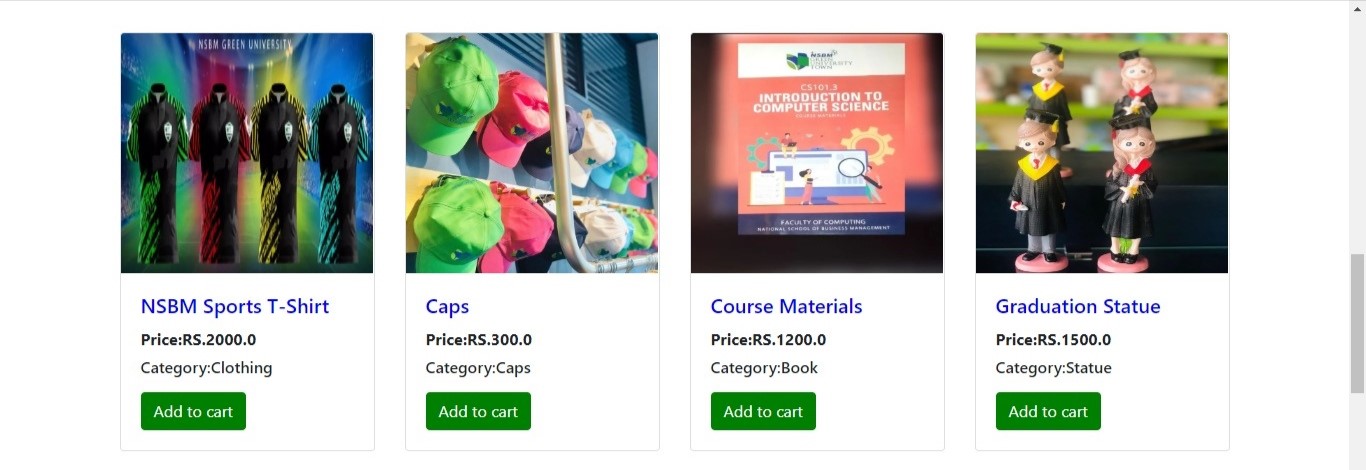 NSBM GREEN UNIVERSITY
NSBM Sports T-Shirt
Price:RS.2000.0
Category:Clothing
Add to cart
Caps
Price:RS.300.0
Category:Caps
Add to cart
NSBM
GREEN
UNIVERSITY
TOWN
CS101.3
INTRODUCTION TO
COMPUTER SCIENCE
COURSE MATERIALS
FACULTY OF COMPUTING
NATIONAL SCHOOL OF BUSINESS MANAGEMENT
Course Materials
Price:RS.1200.0
Category:Book
Add to cart
Graduation Statue
Price:RS.1500.0
Category:Statue
Add to cart